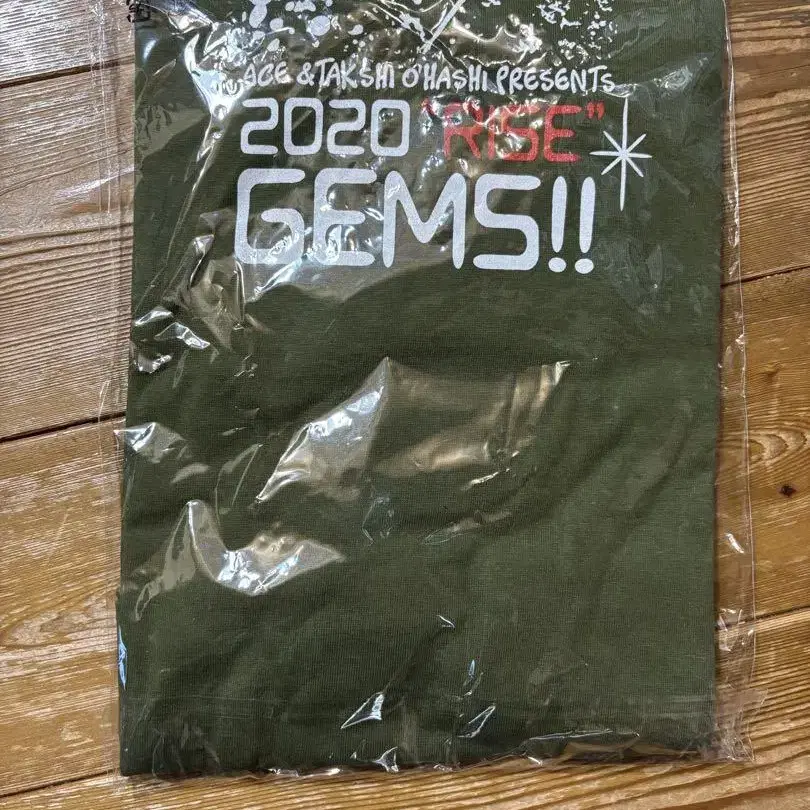 ACE & TAKSHI O'HASHI PRESENTS
2020 "RISE"
GEMS!!